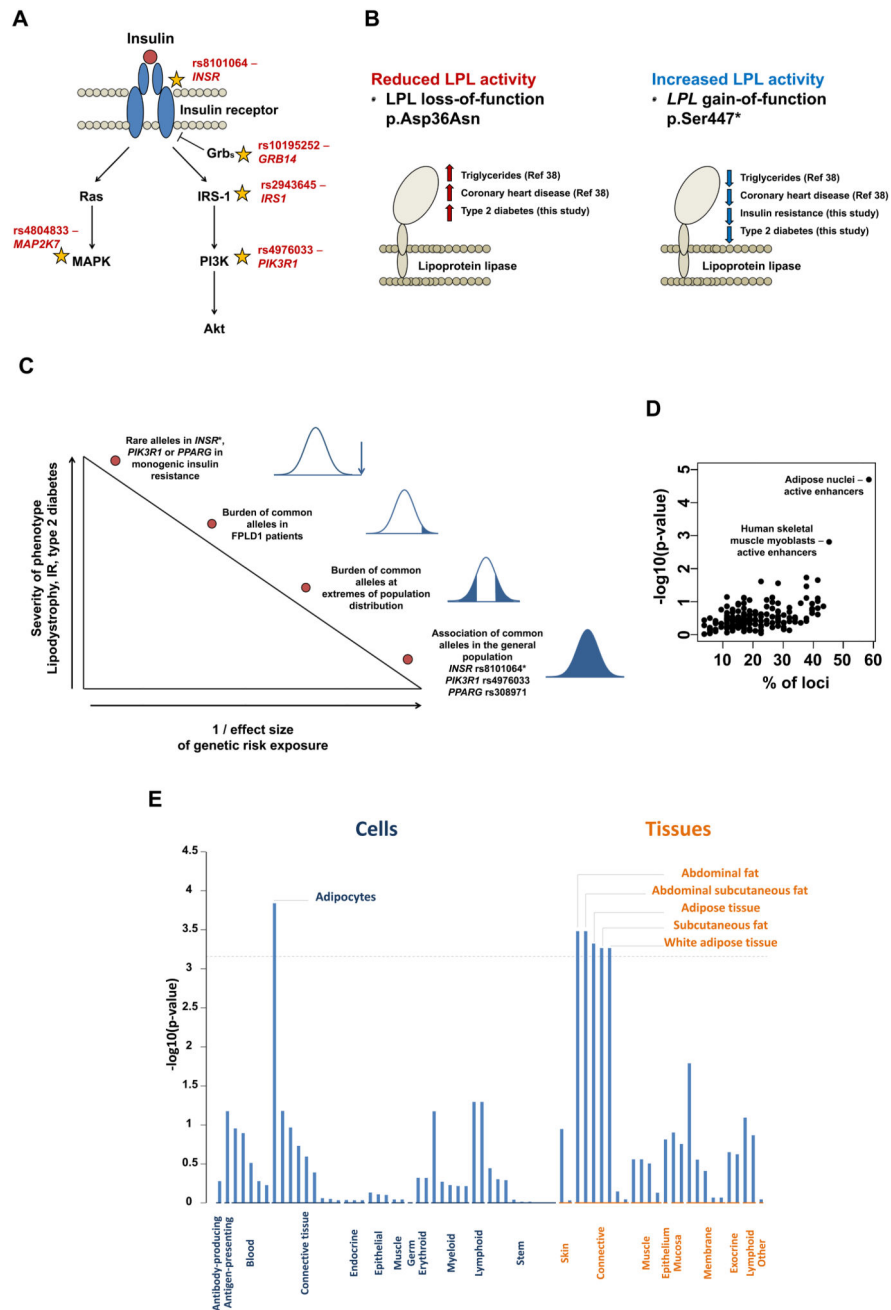 A
Insulin
rs8101064 –
INSR
Insulin receptor
Grbs
rs10195252 –
GRB14
Ras
IRS-1
rs2943645 –
IRS1
rs4804833 –
MAP2K7
MAPK
PI3K
rs4976033 –
PIK3R1
Akt
B
Reduced LPL activity
• LPL loss-of-function
p.Asp36Asn
Triglycerides (Ref 38)
Coronary heart disease (Ref 38)
Type 2 diabetes (this study)
Lipoprotein lipase
Increased LPL activity
• LPL gain-of-function
p.Ser447*
Triglycerides (Ref 38)
Coronary heart disease (Ref 38)
Insulin resistance (this study)
Type 2 diabetes (this study)
Lipoprotein lipase
C
Severity of phenotype
Lipodystrophy, IR, type 2 diabetes
Rare alleles in INSR*,
PIK3R1 or PPARG in
monogenic insulin
resistance
Burden of common
alleles in
FPLD1 patients
Burden of common
alleles at
extremes of population
distribution
Association of common
alleles in the general
population
INSR rs8101064*
PIK3R1 rs4976033
PPARG rs308971
1 / effect size
of genetic risk exposure
D
-log10(p-value)
5
4
3
2
1
0
Adipose nuclei –
active enhancers
Human skeletal
muscle myoblasts –
active enhancers
10 20 30 40 50 60
% of loci
E
Cells
Tissues
-log10(p-value)
4.5
4
3.5
3
2.5
2
1.5
1
0.5
0
Adipocytes
Abdominal fat
Abdominal subcutaneous fat
Adipose tissue
Subcutaneous fat
White adipose tissue
Antibody-producing
Antigen-presenting
Blood
Connective tissue
Endocrine
Epithelial
Muscle
Germ
Erythroid
Myeloid
Lymphoid
Stem
Skin
Connective
Muscle
Epithelium
Mucosa
Membrane
Exocrine
Lymphoid
Other